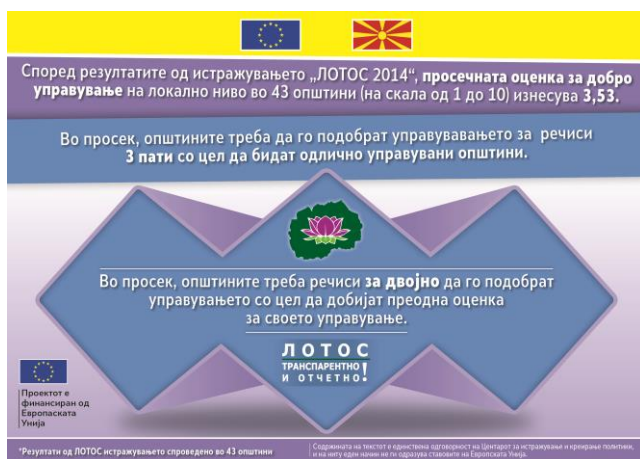 Според резултатите од истражувањето „ЛОТОС 2014“, просечната оценка за добро
управување на локално ниво во 43 општини (на скала од 1 до 10) изнесува 3,53.
Во просек, општините треба да го подобрат управувавањето за речиси
3 пати со цел да бидат одлично управувани општини.
Во просек, општините треба речиси за двојно да го подобрат
управувањето со цел да добијат преодна оценка
за своето управување.
ЛОТОС
ТРАНСПАРЕНТНО
И ОТЧЕТНО!
Проектот е
финансиран од
Европаската
Унија
*Резултати од ЛОТОС истражувањето спроведено во 43 општини
Содржината на текстот е единствена одговорност на Центарот за истражување и креирање политики,
и на ниту еден начин не ги одразува ставовите на Европската Унија.